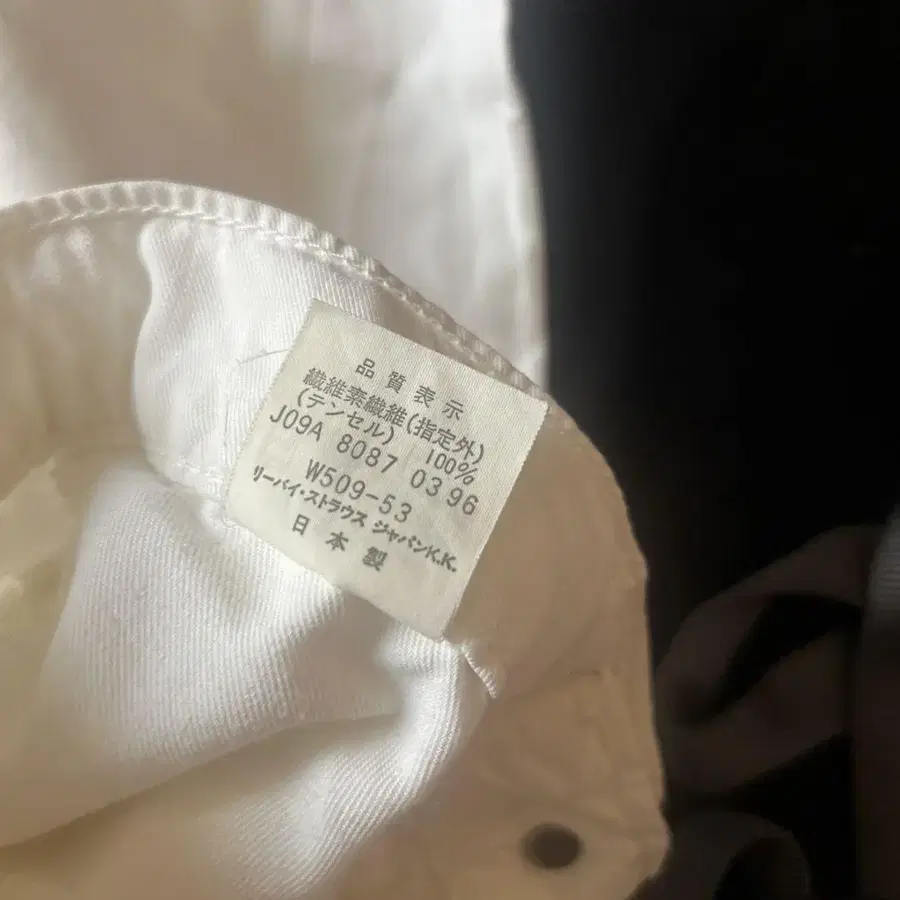 品質表示
繊維素繊維(指定外)
(テンセル) 100%
J09A 8087 0396
W509-53
リーバイ・ストラウス ジャパンK.K.
日本製